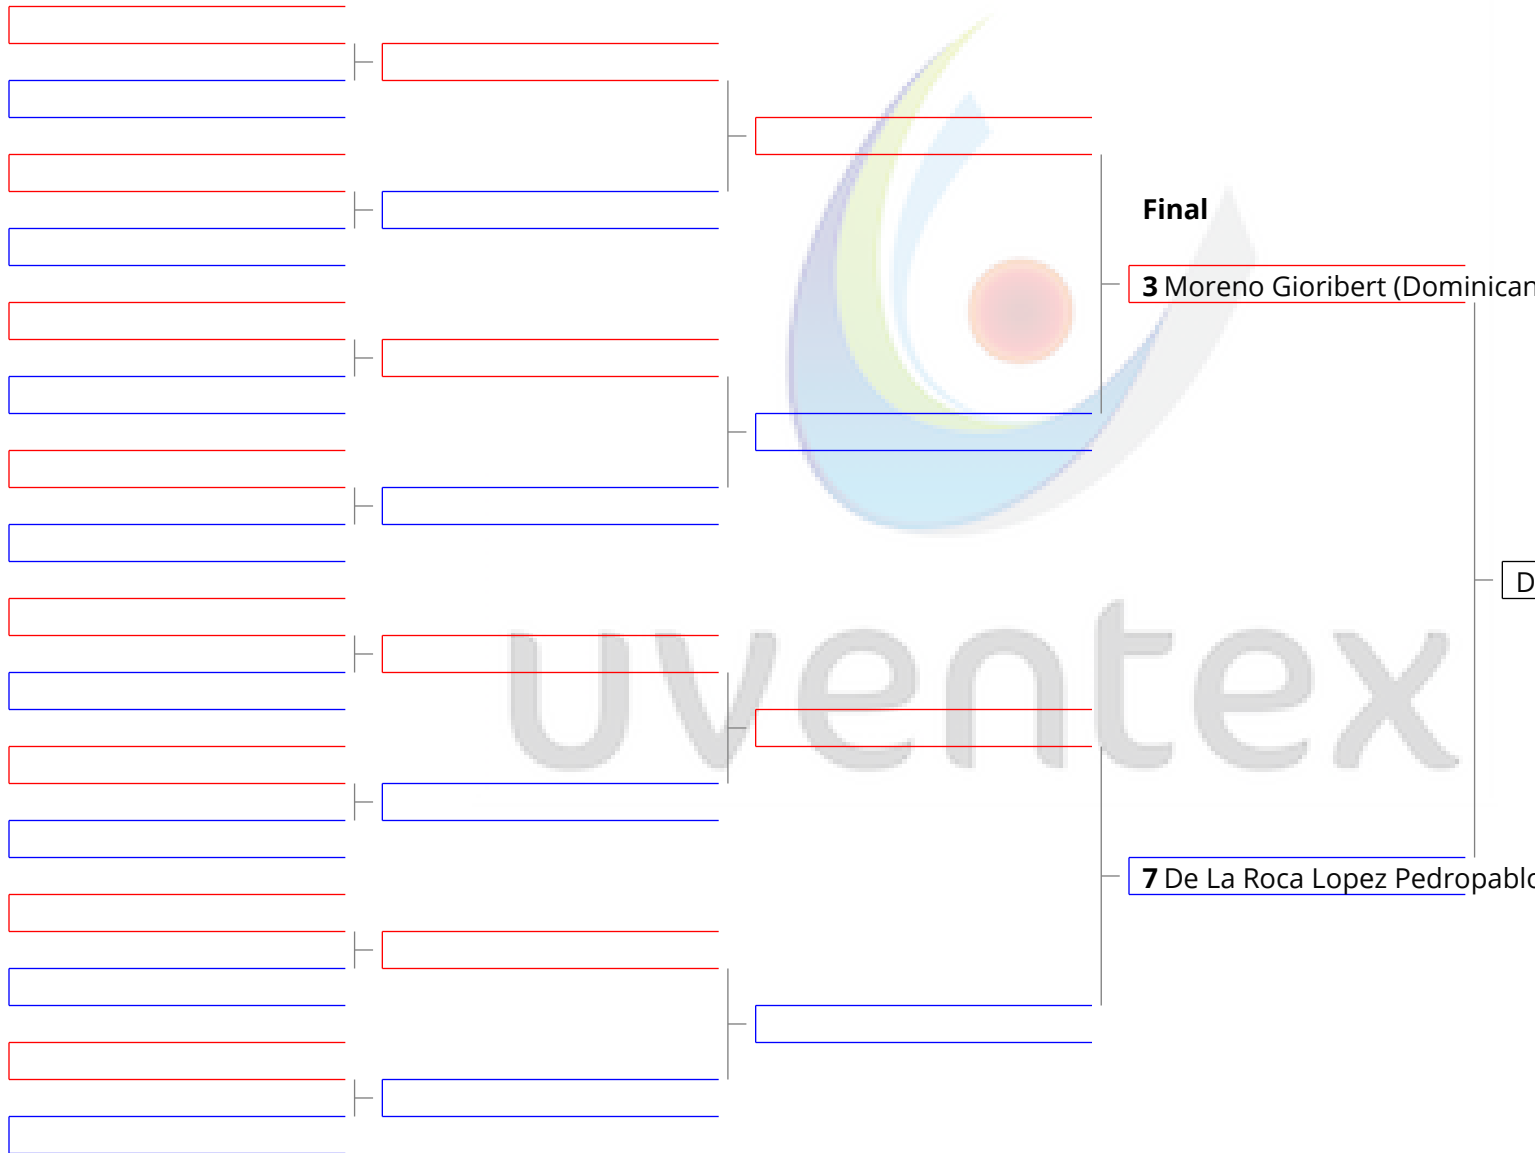 Final
3 Moreno Gioribert (Dominican
D
7 De La Roca Lopez Pedropablo
uventex